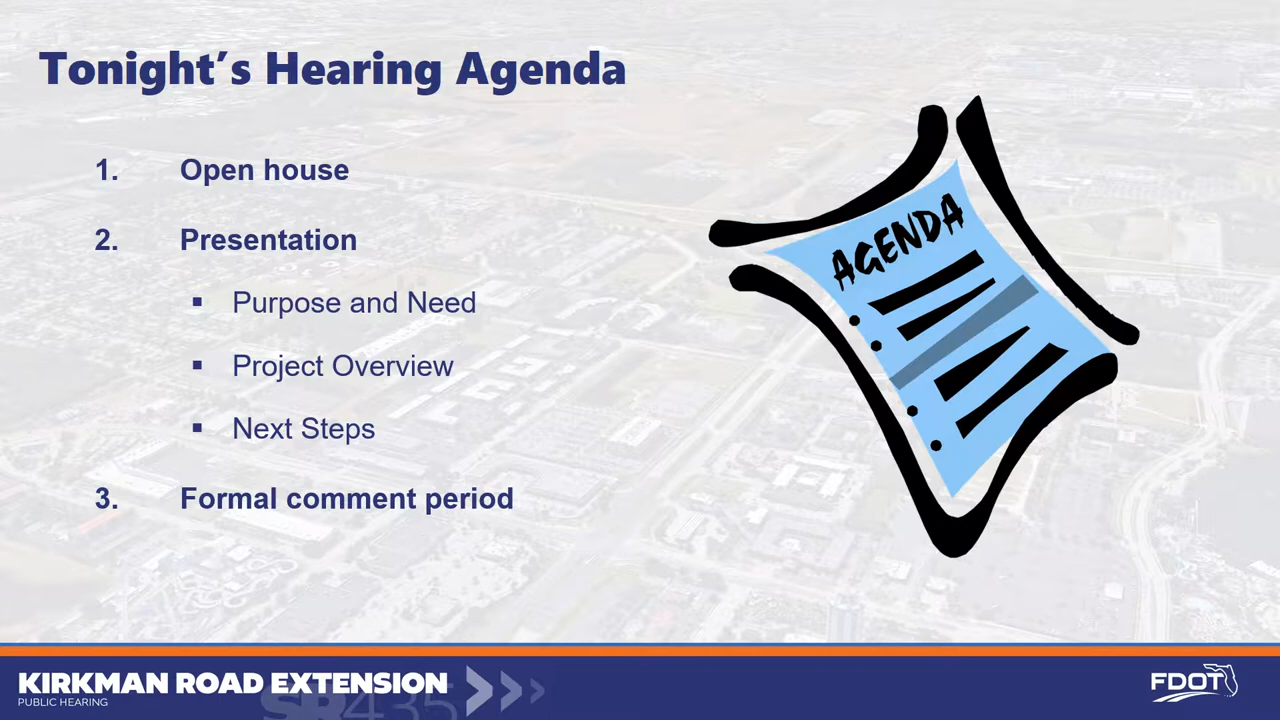 Tonight’s Hearing Agenda
1. Open house
2. Presentation
▪ Purpose and Need
▪ Project Overview
▪ Next Steps
3. Formal comment period
AGENDA
KIRKMAN ROAD EXTENSION
PUBLIC HEARING
SR435
FDOT